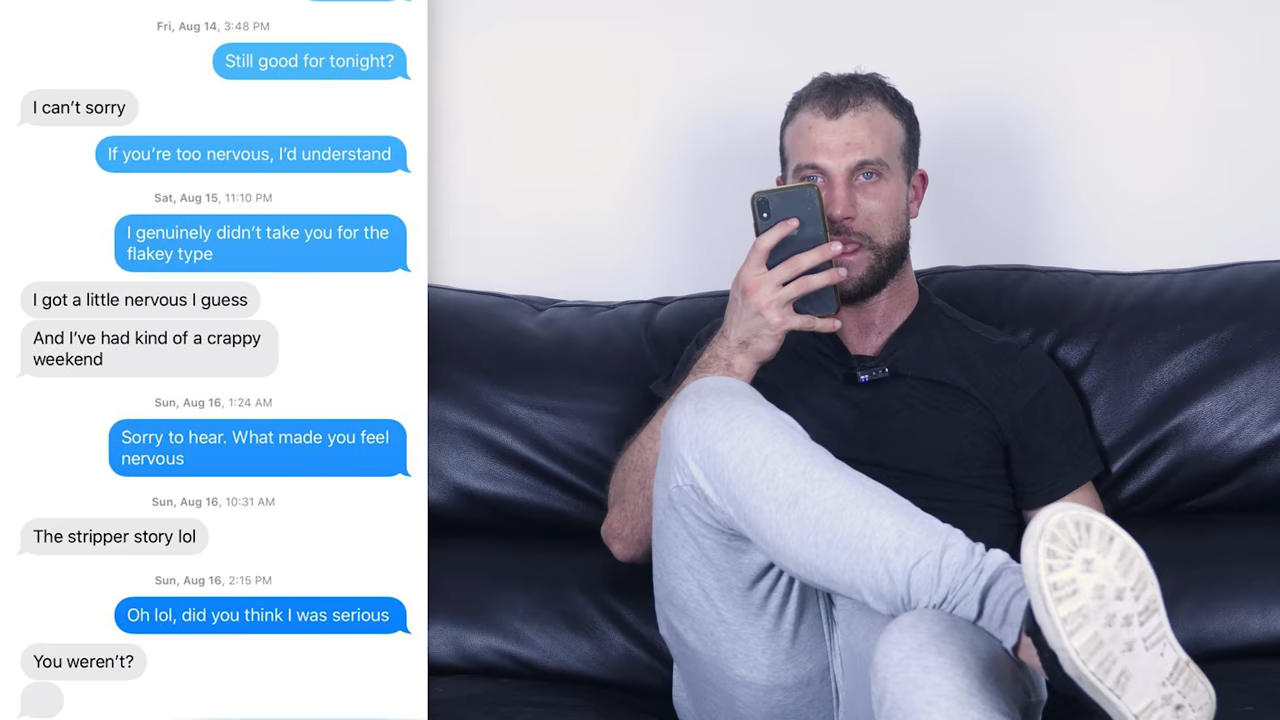 Fri, Aug 14, 3:48 PM
Still good for tonight?
I can’t sorry
If you’re too nervous, I’d understand
Sat, Aug 15, 11:10 PM
I genuinely didn’t take you for the
flakey type
I got a little nervous I guess
And I’ve had kind of a crappy
weekend
Sun, Aug 16, 1:24 AM
Sorry to hear. What made you feel
nervous
Sun, Aug 16, 10:31 AM
The stripper story lol
Sun, Aug 16, 2:15 PM
Oh lol, did you think I was serious
You weren’t?